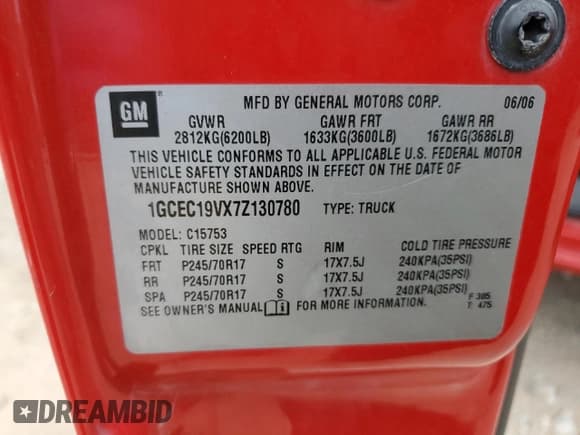 GM
MFD BY GENERAL MOTORS CORP. 06/06
GVWR GAWR FRT GAWR RR
2812KG(6200LB) 1633KG(3600LB) 1672KG(3686LB)
THIS VEHICLE CONFORMS TO ALL APPLICABLE U.S. FEDERAL MOTOR
VEHICLE SAFETY STANDARDS IN EFFECT ON THE DATE OF
MANUFACTURE SHOWN ABOVE.
1GCEC19VX7Z130780 TYPE: TRUCK
MODEL: C15753
CPKL TIRE SIZE SPEED RTG RIM COLD TIRE PRESSURE
FRT P245/70R17 S 17X7.5J 240KPA(35PSI)
RR P245/70R17 S 17X7.5J 240KPA(35PSI)
SPA P245/70R17 S 17X7.5J 240KPA(35PSI)
SEE OWNER'S MANUAL FOR MORE INFORMATION.
F 385
T: 475
DREAMBID